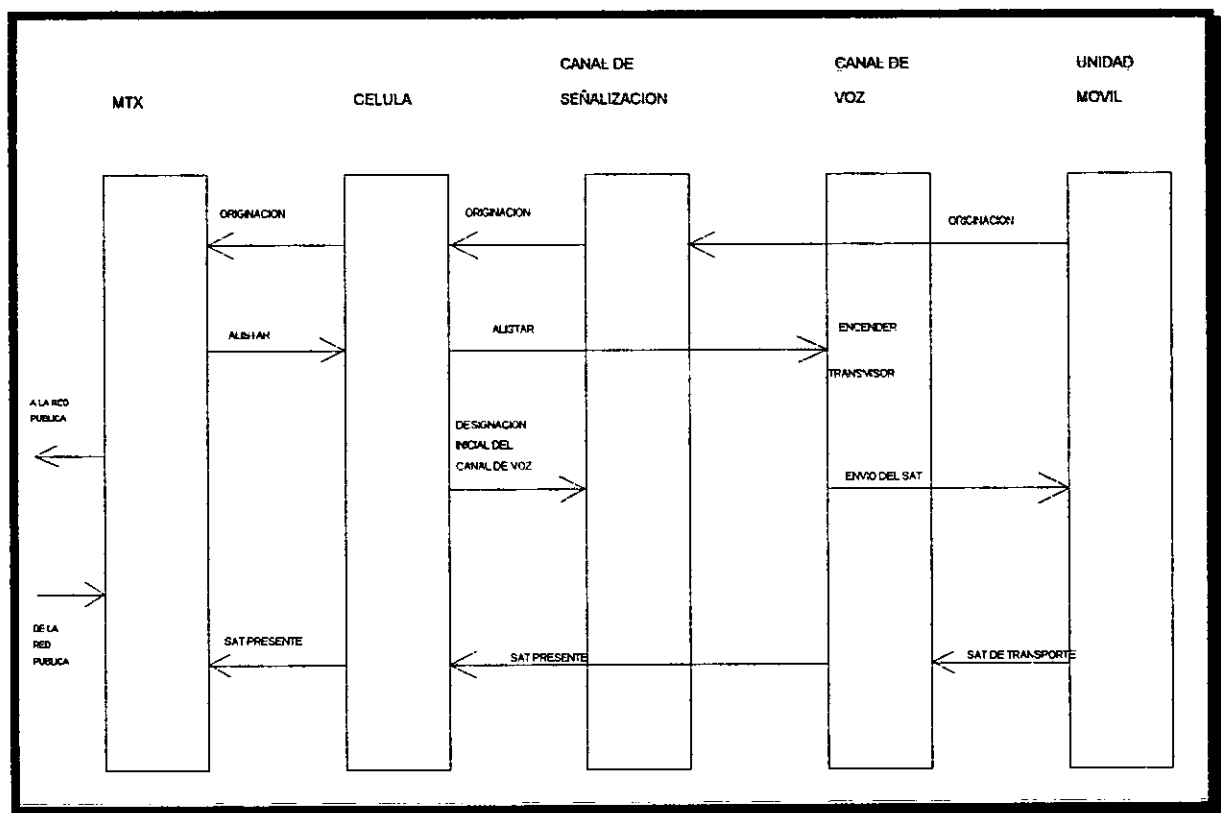 CANAL DE
CANAL DE
UNIDAD
MTX
CELULA
SEÑALIZACION
VOZ
MOVIL
ORIGINACION
ORIGINACION
ORIGINACION
ALISTAR
ALISTAR
ENCENDER
TRANSMISOR
A LA RED
PUBLICA
DESIGNACION
INICIAL DEL
CANAL DE VOZ
ENVIO DEL SAT
DE LA
RED
PUBLICA
SAT PRESENTE
SAT PRESENTE
SAT DE TRANSPORTE